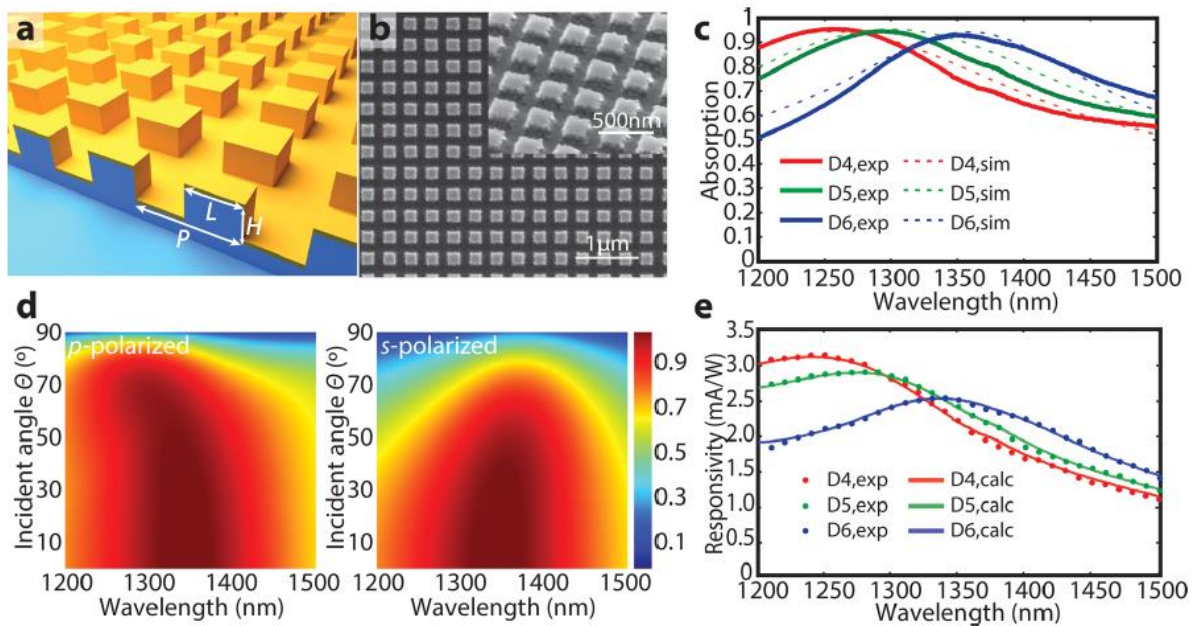 a
L
H
P
b
500nm
1μm
c
1
0.9
0.8
0.7
0.6
0.5
0.4
0.3
0.2
0.1
0
Absorption
D4,exp D4,sim
D5,exp D5,sim
D6,exp D6,sim
1200 1250 1300 1350 1400 1450 1500
Wavelength (nm)
d
p-polarized
90
70
50
30
10
Incident angle Θ (º)
1200 1300 1400 1500
Wavelength (nm)
s-polarized
90
70
50
30
10
Incident angle Θ (º)
1200 1300 1400 1500
Wavelength (nm)
0.9
0.7
0.5
0.3
0.1
e
3.5
3.0
2.5
2.0
1.5
1.0
0.5
0
Responsivity (mA/W)
D4,exp D4,calc
D5,exp D5,calc
D6,exp D6,calc
1200 1250 1300 1350 1400 1450 1500
Wavelength (nm)